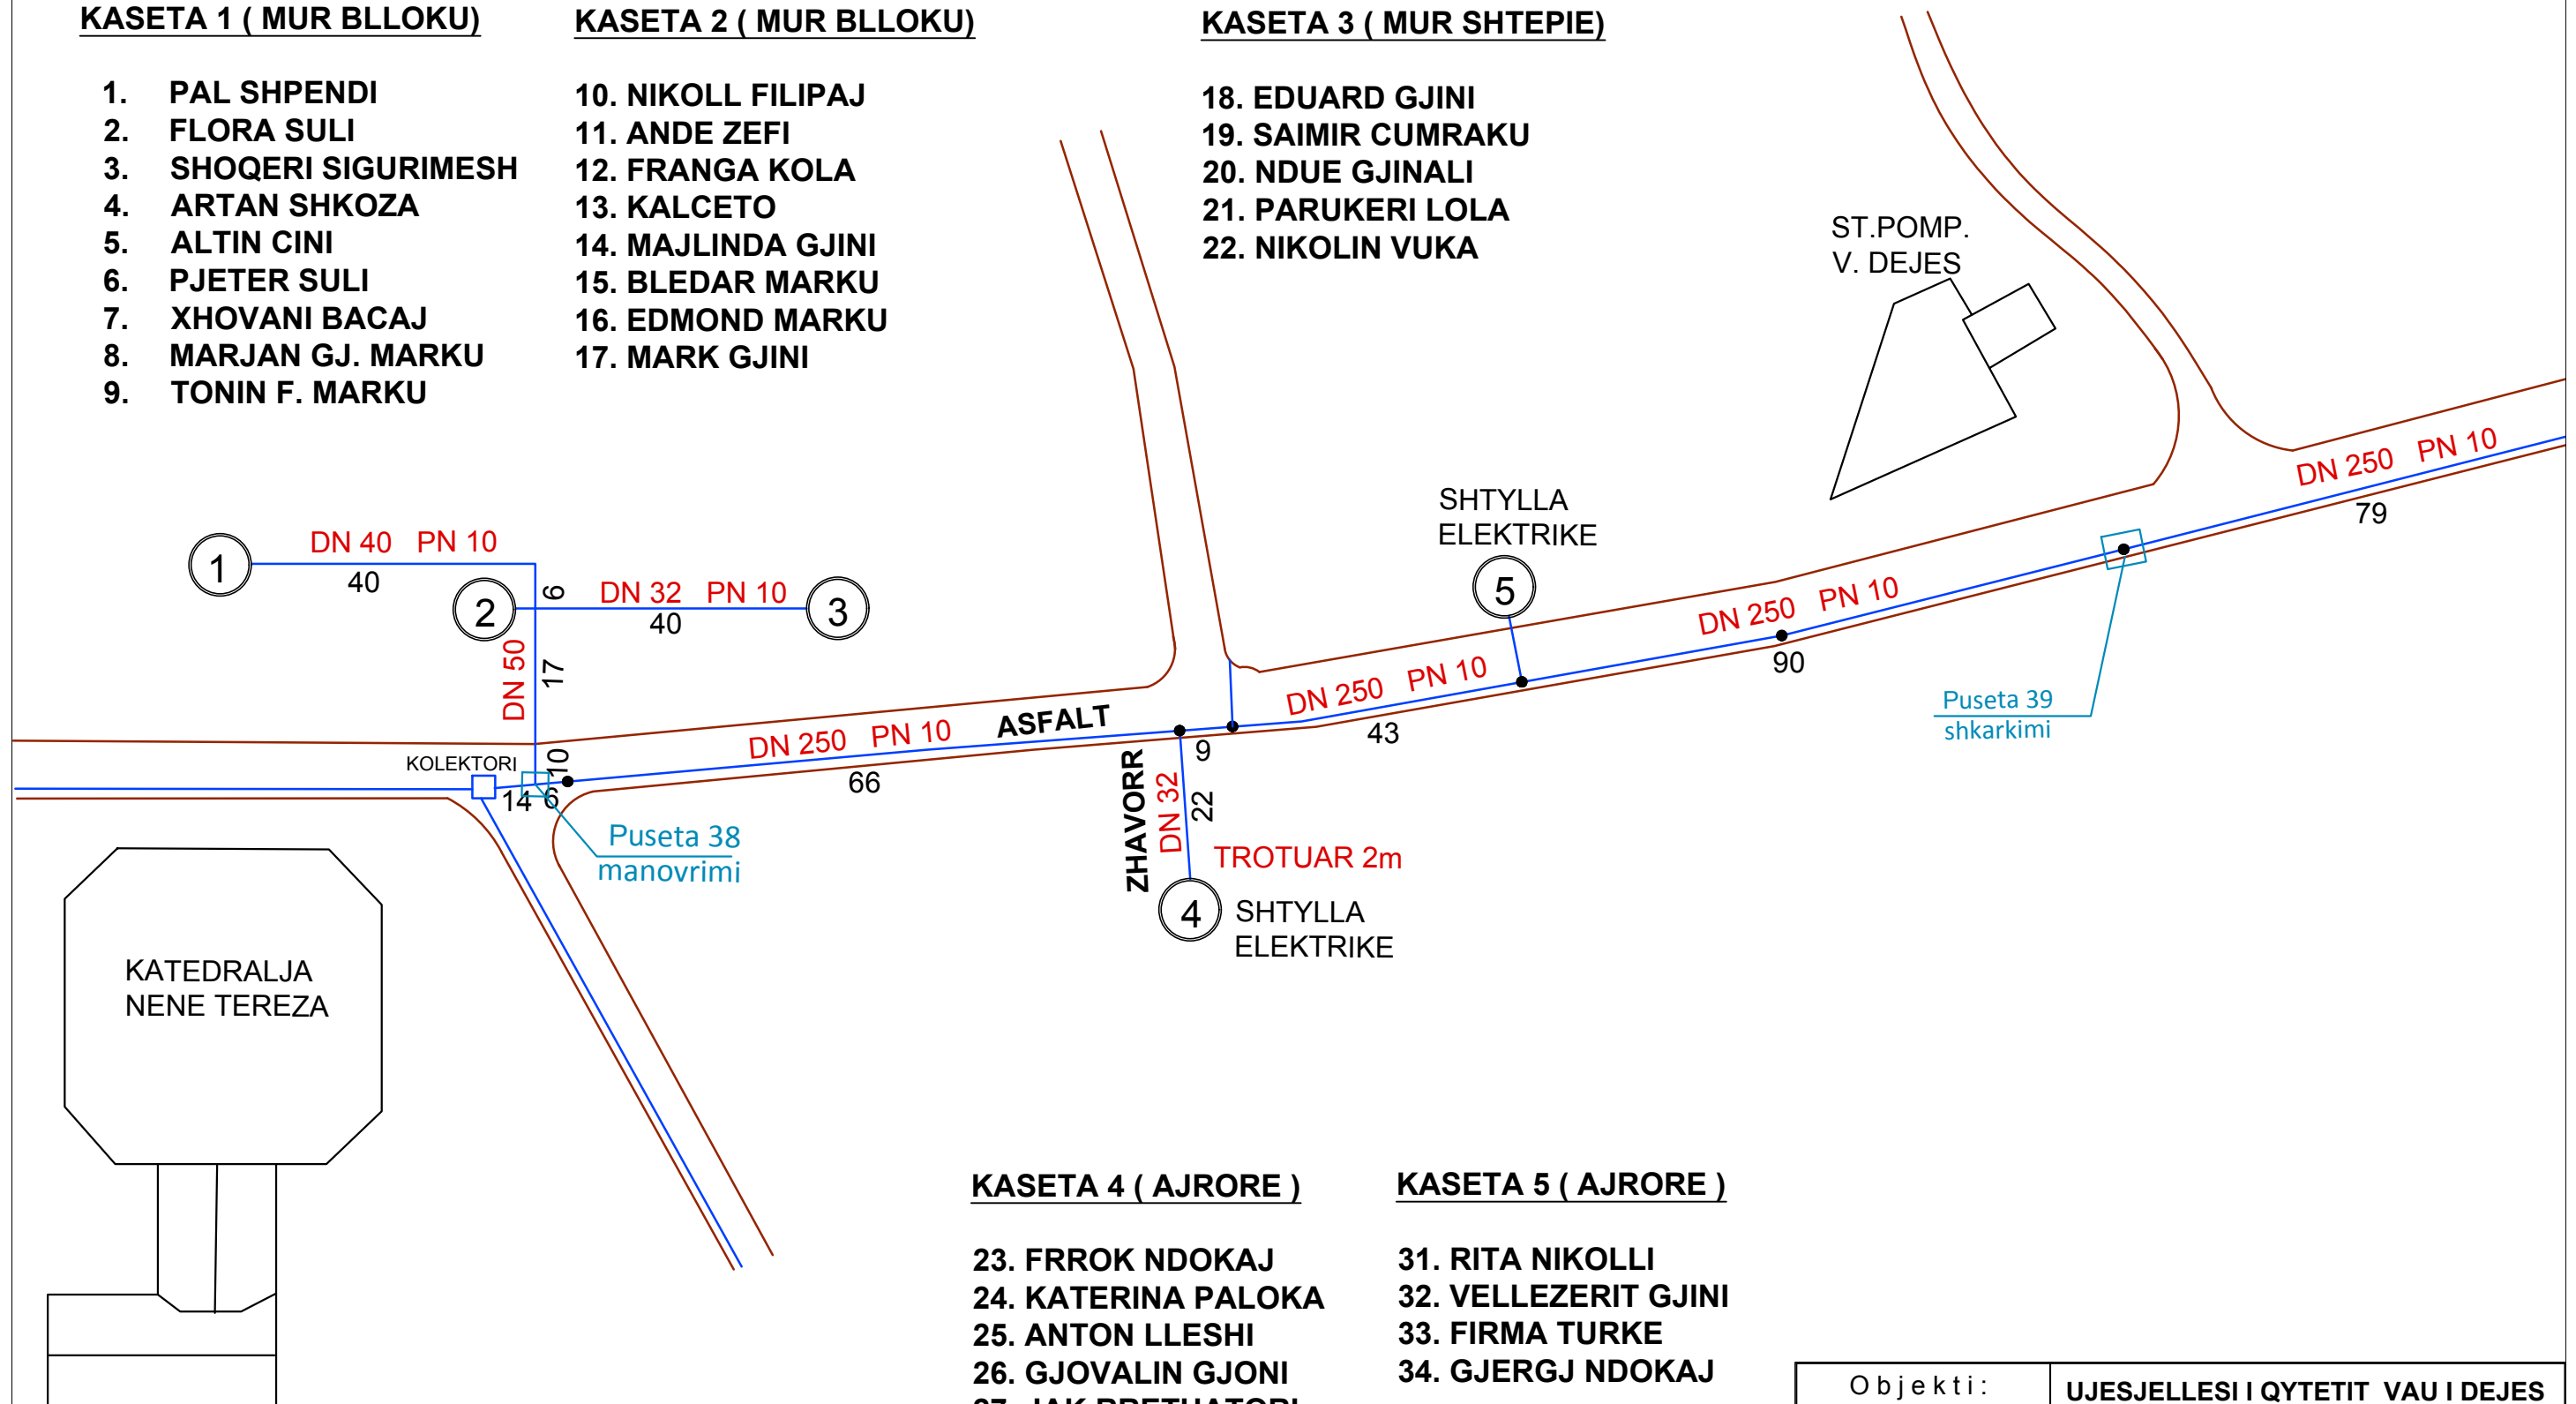 KASETA 1 ( MUR BLLOKU)
1. PAL SHPENDI
2. FLORA SULI
3. SHOQERI SIGURIMESH
4. ARTAN SHKOZA
5. ALTIN CINI
6. PJETER SULI
7. XHOVANI BACAJ
8. MARJAN GJ. MARKU
9. TONIN F. MARKU
KASETA 2 ( MUR BLLOKU)
10. NIKOLL FILIPAJ
11. ANDE ZEFI
12. FRANGA KOLA
13. KALCETO
14. MAJLINDA GJINI
15. BLEDAR MARKU
16. EDMOND MARKU
17. MARK GJINI
KASETA 3 ( MUR SHTEPIE)
18. EDUARD GJINI
19. SAIMIR CUMRAKU
20. NDUE GJINALI
21. PARUKERI LOLA
22. NIKOLIN VUKA
ST.POMP.
V. DEJES
DN 250 PN 10
79
SHTYLLA
ELEKTRIKE
5
1
DN 40 PN 10
40
6
2
DN 32 PN 10
40
3
DN 50
17
DN 250 PN 10
90
DN 250 PN 10
43
Puseta 39
shkarkimi
KOLEKTORI
10
14
6
DN 250 PN 10
66
ASFALT
9
ZHAVORR
DN 32
22
TROTUAR 2m
4
SHTYLLA
ELEKTRIKE
Puseta 38
manovrimi
KATEDRALJA
NENE TEREZA
KASETA 4 ( AJRORE )
23. FRROK NDOKAJ
24. KATERINA PALOKA
25. ANTON LLESHI
26. GJOVALIN GJONI
KASETA 5 ( AJRORE )
31. RITA NIKOLLI
32. VELLEZERIT GJINI
33. FIRMA TURKE
34. GJERGJ NDOKAJ
Objekti:
UJESJELLESI I QYTETIT VAU I DEJES